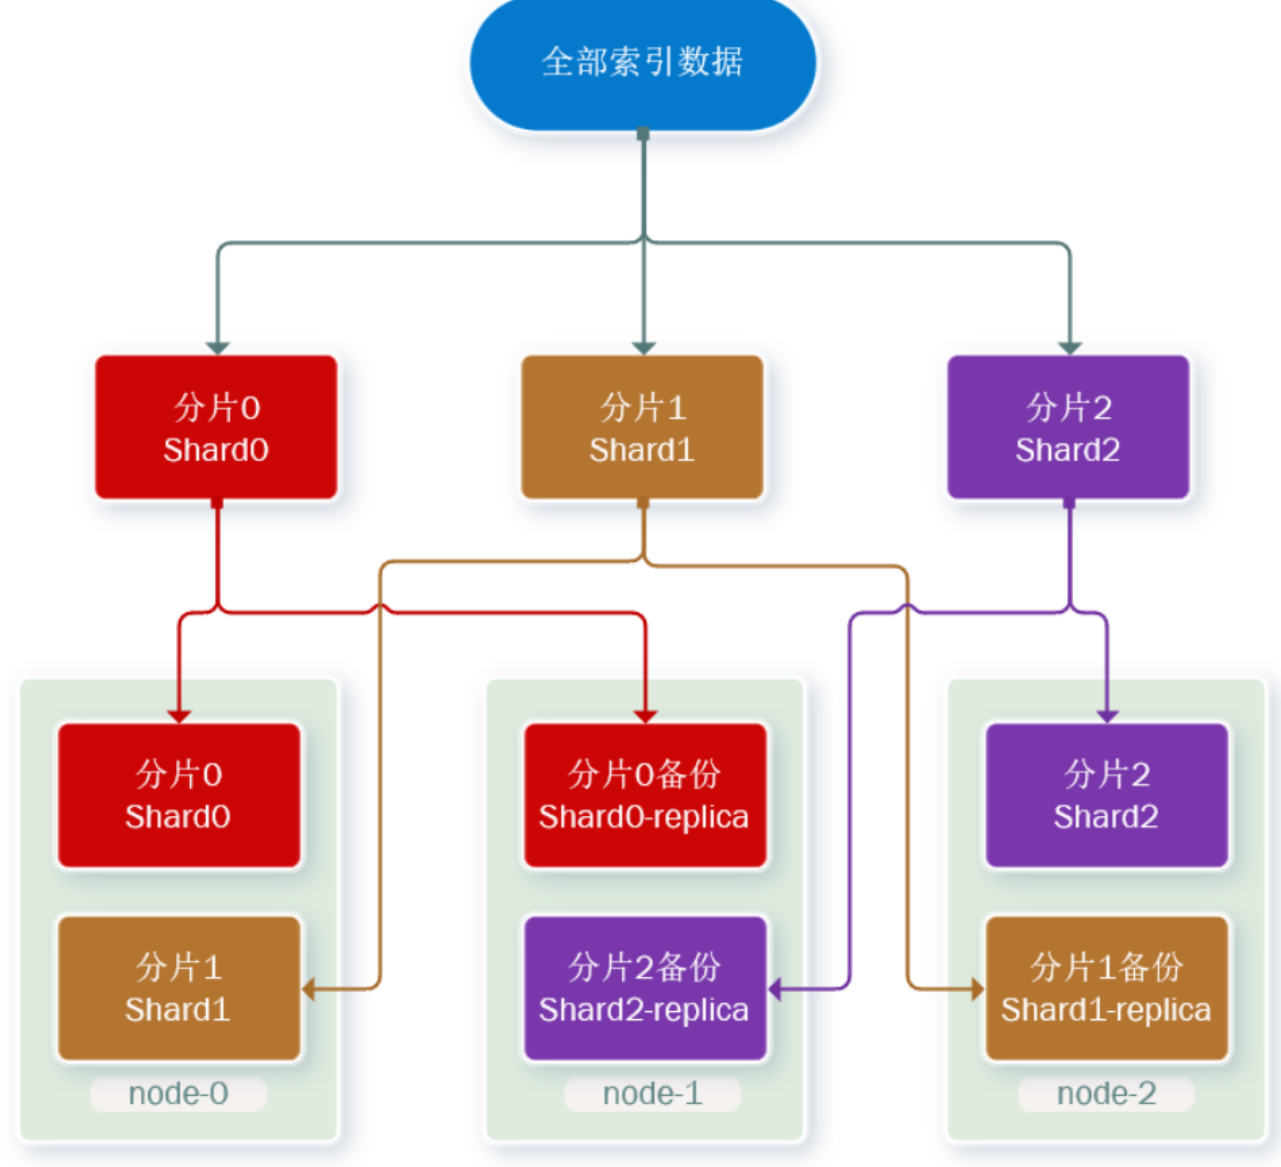 全部索引数据
分片0
Shard0
分片1
Shard1
分片2
Shard2
分片0
Shard0
分片1
Shard1
node-0
分片0备份
Shard0-replica
分片2备份
Shard2-replica
node-1
分片2
Shard2
分片1备份
Shard1-replica
node-2